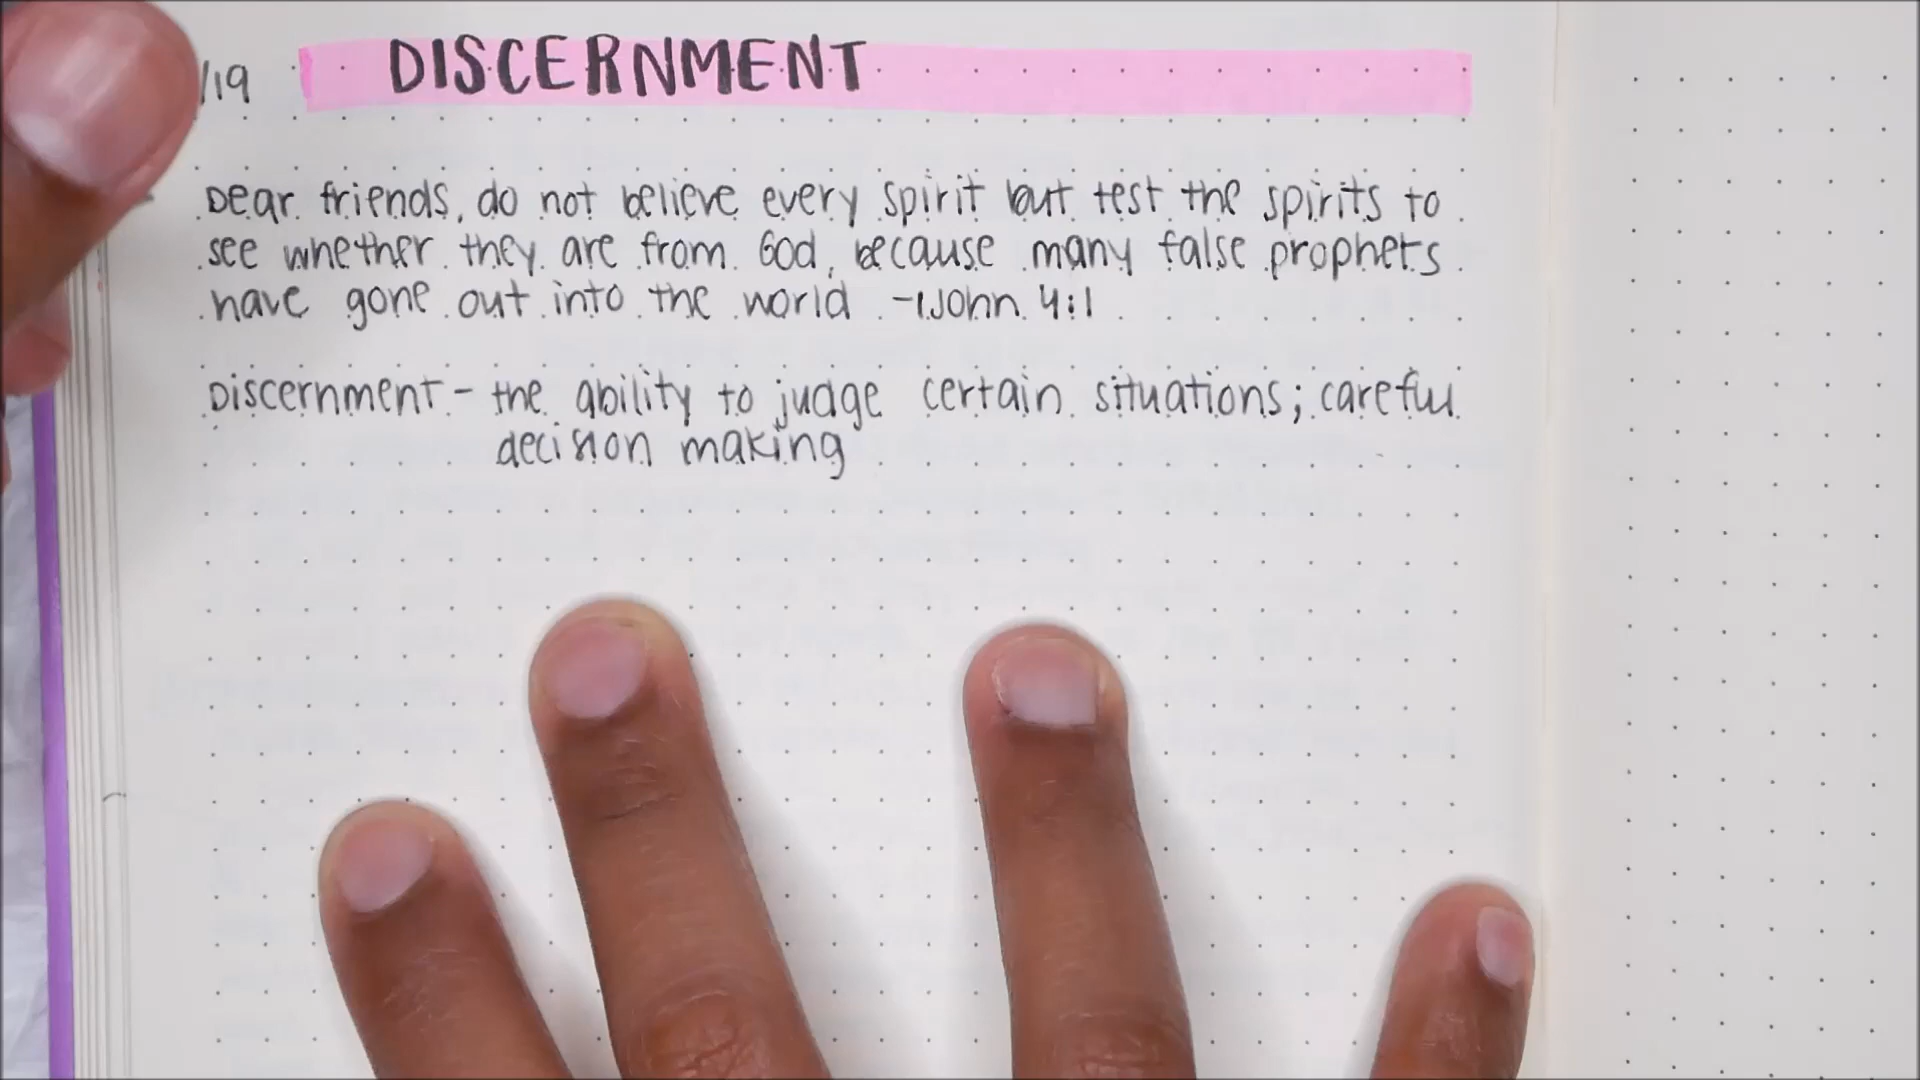 /19 DISCERNMENT
Dear friends, do not believe every spirit but test the spirits to
see whether they are from God, because many false prophets
have gone out into the world -1John 4:1
Discernment - the ability to judge certain situations; careful
decision making